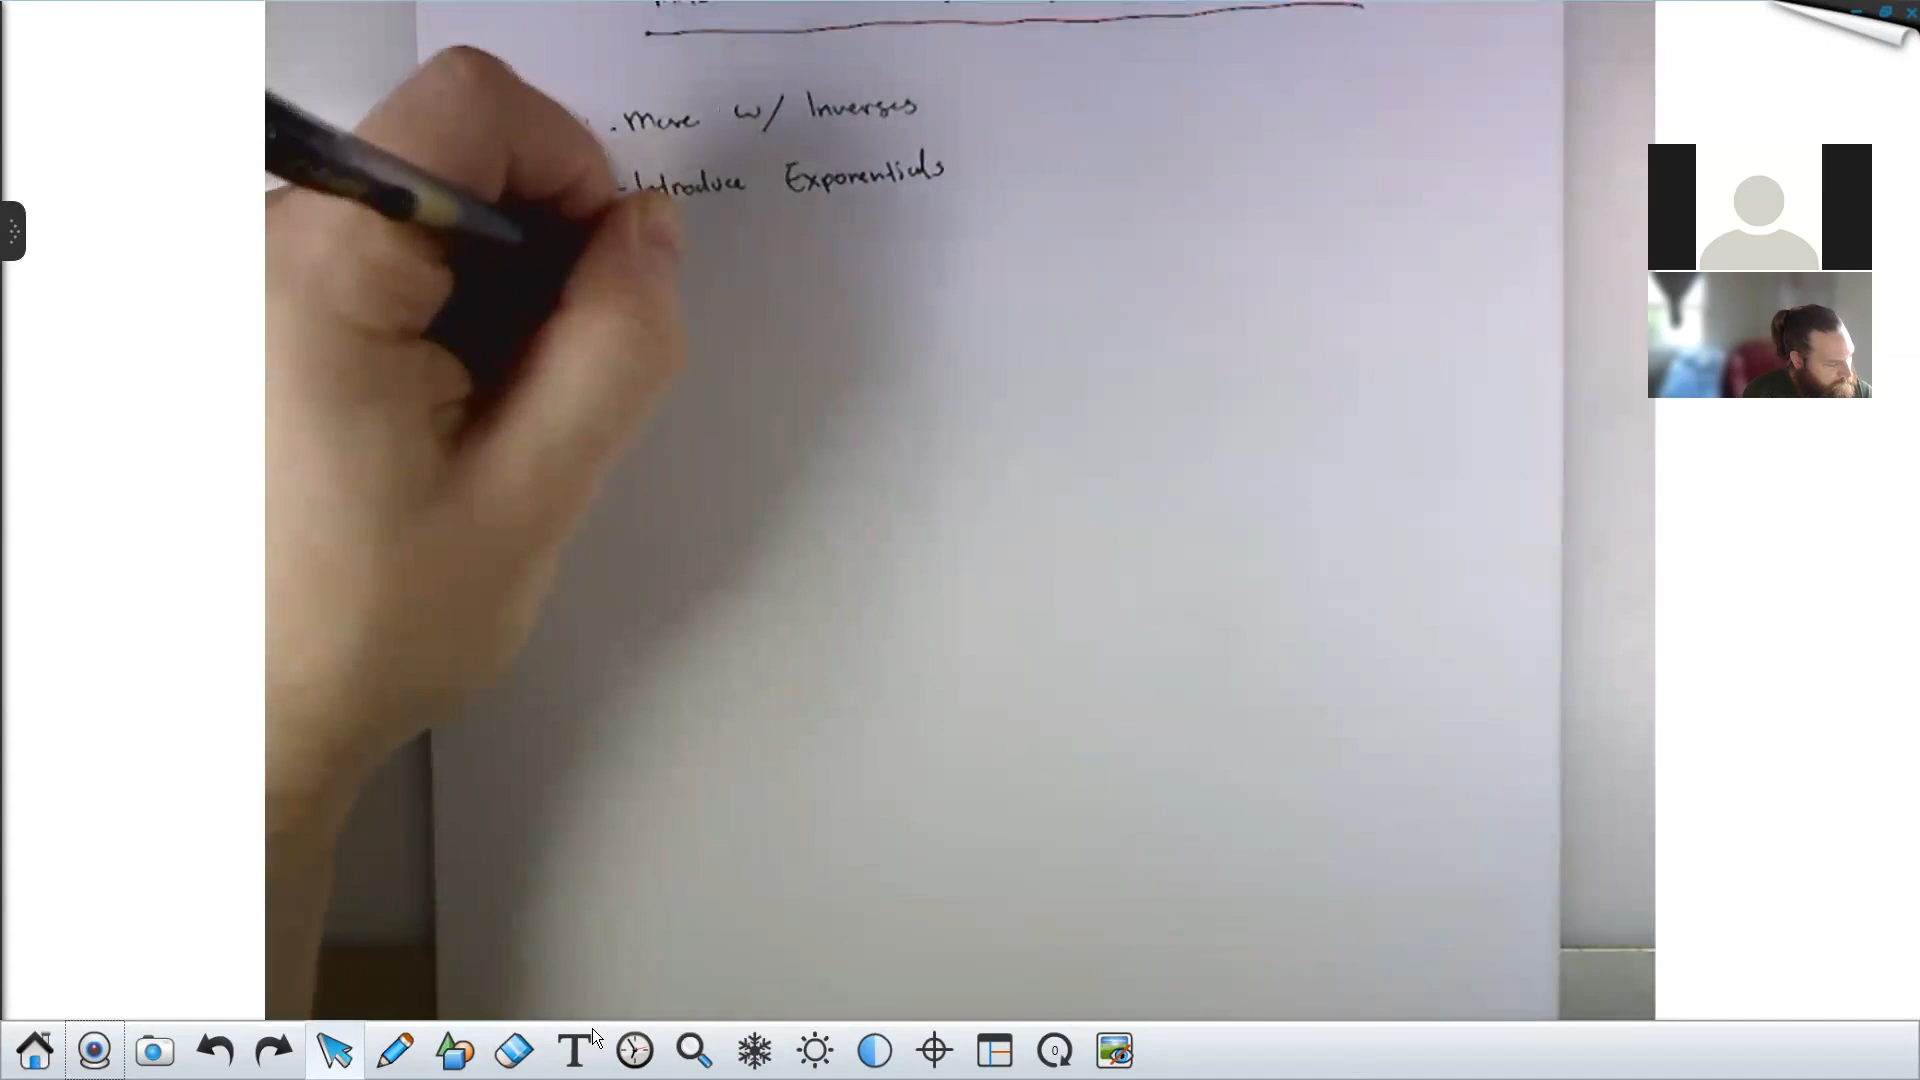 . More w/ Inverses
- Introduce Exponentials